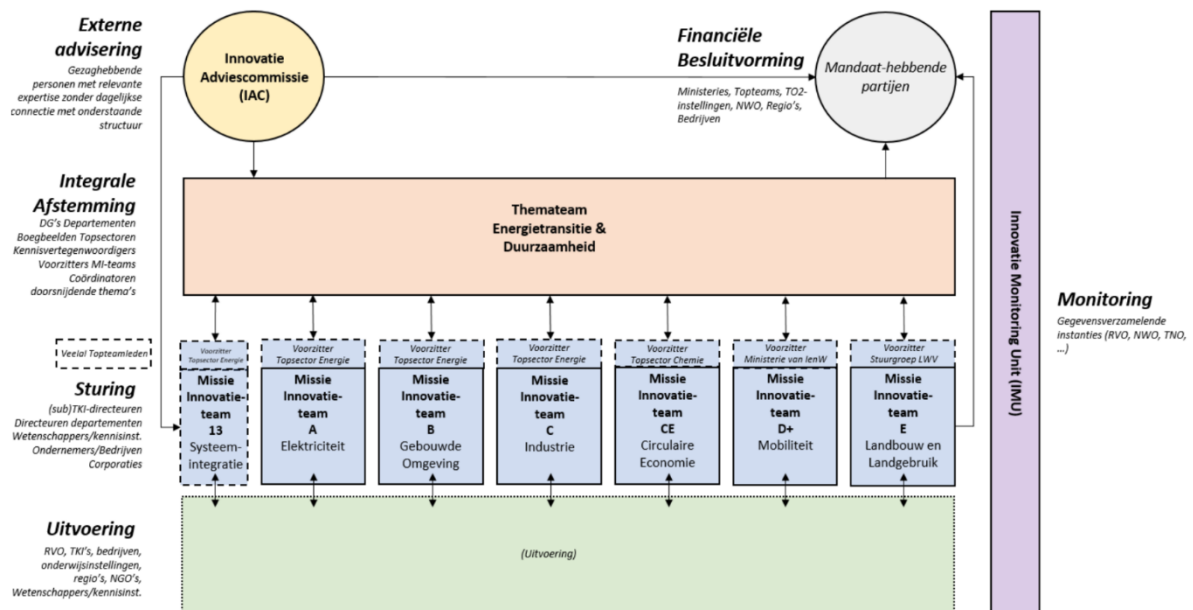 Externe
advisering
Gezaghebbende
personen met relevante
expertise zonder dagelijkse
connectie met onderstaande
structuur
Innovatie
Adviescommissie
(IAC)
Financiële
Besluitvorming
Ministeries, Topteams, TO2-
instellingen, NWO, Regio's,
Bedrijven
Mandaat-hebbende
partijen
Integrale
Afstemming
DG's Departementen
Boegbeelden Topsectoren
Kennisvertegenwoordigers
Voorzitters MI-teams
Coördinatoren
doorsnijdende thema's
Themateam
Energietransitie &
Duurzaamheid
Innovatie Monitoring Unit (IMU)
Monitoring
Gegevensverzamelende
instanties (RVO, NWO, TNO,
...)
Veelal Topteamleden
Sturing
(sub)TKI-directeuren
Directeuren departementen
Wetenschappers/kennisinst.
Ondernemers/Bedrijven
Corporaties
Voorzitter
Topsector Energie
Missie
Innovatie-
team
13
Systeem-
integratie
Voorzitter
Topsector Energie
Missie
Innovatie-
team
A
Elektriciteit
Voorzitter
Topsector Energie
Missie
Innovatie-
team
B
Gebouwde
Omgeving
Voorzitter
Topsector Energie
Missie
Innovatie-
team
C
Industrie
Voorzitter
Topsector Chemie
Missie
Innovatie-
team
CE
Circulaire
Economie
Voorzitter
Ministerie van IenW
Missie
Innovatie-
team
D+
Mobiliteit
Voorzitter
Stuurgroep LWV
Missie
Innovatie-
team
E
Landbouw en
Landgebruik
Uitvoering
RVO, TKI's, bedrijven,
onderwijsinstellingen,
regio's, NGO's,
Wetenschappers/kennisinst.
(Uitvoering)